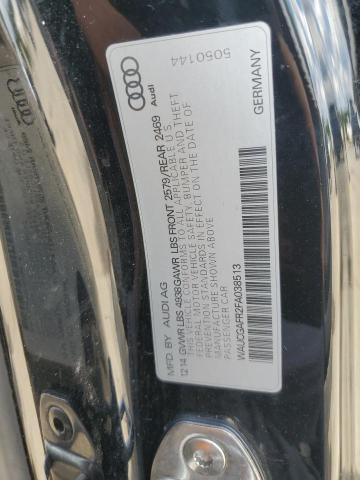 5050144
Audi
MFD. BY AUDI AG
12 14 GVWR LBS 4938 GAWR LBS FRONT 2579/REAR 2469
THIS VEHICLE CONFORMS TO ALL APPLICABLE U.S.
FEDERAL MOTOR VEHICLE SAFETY, BUMPER AND THEFT
PREVENTION STANDARDS IN EFFECT ON THE DATE OF
MANUFACTURE SHOWN ABOVE
PASSENGER CAR
WAUCGAFR2FA038513
GERMANY